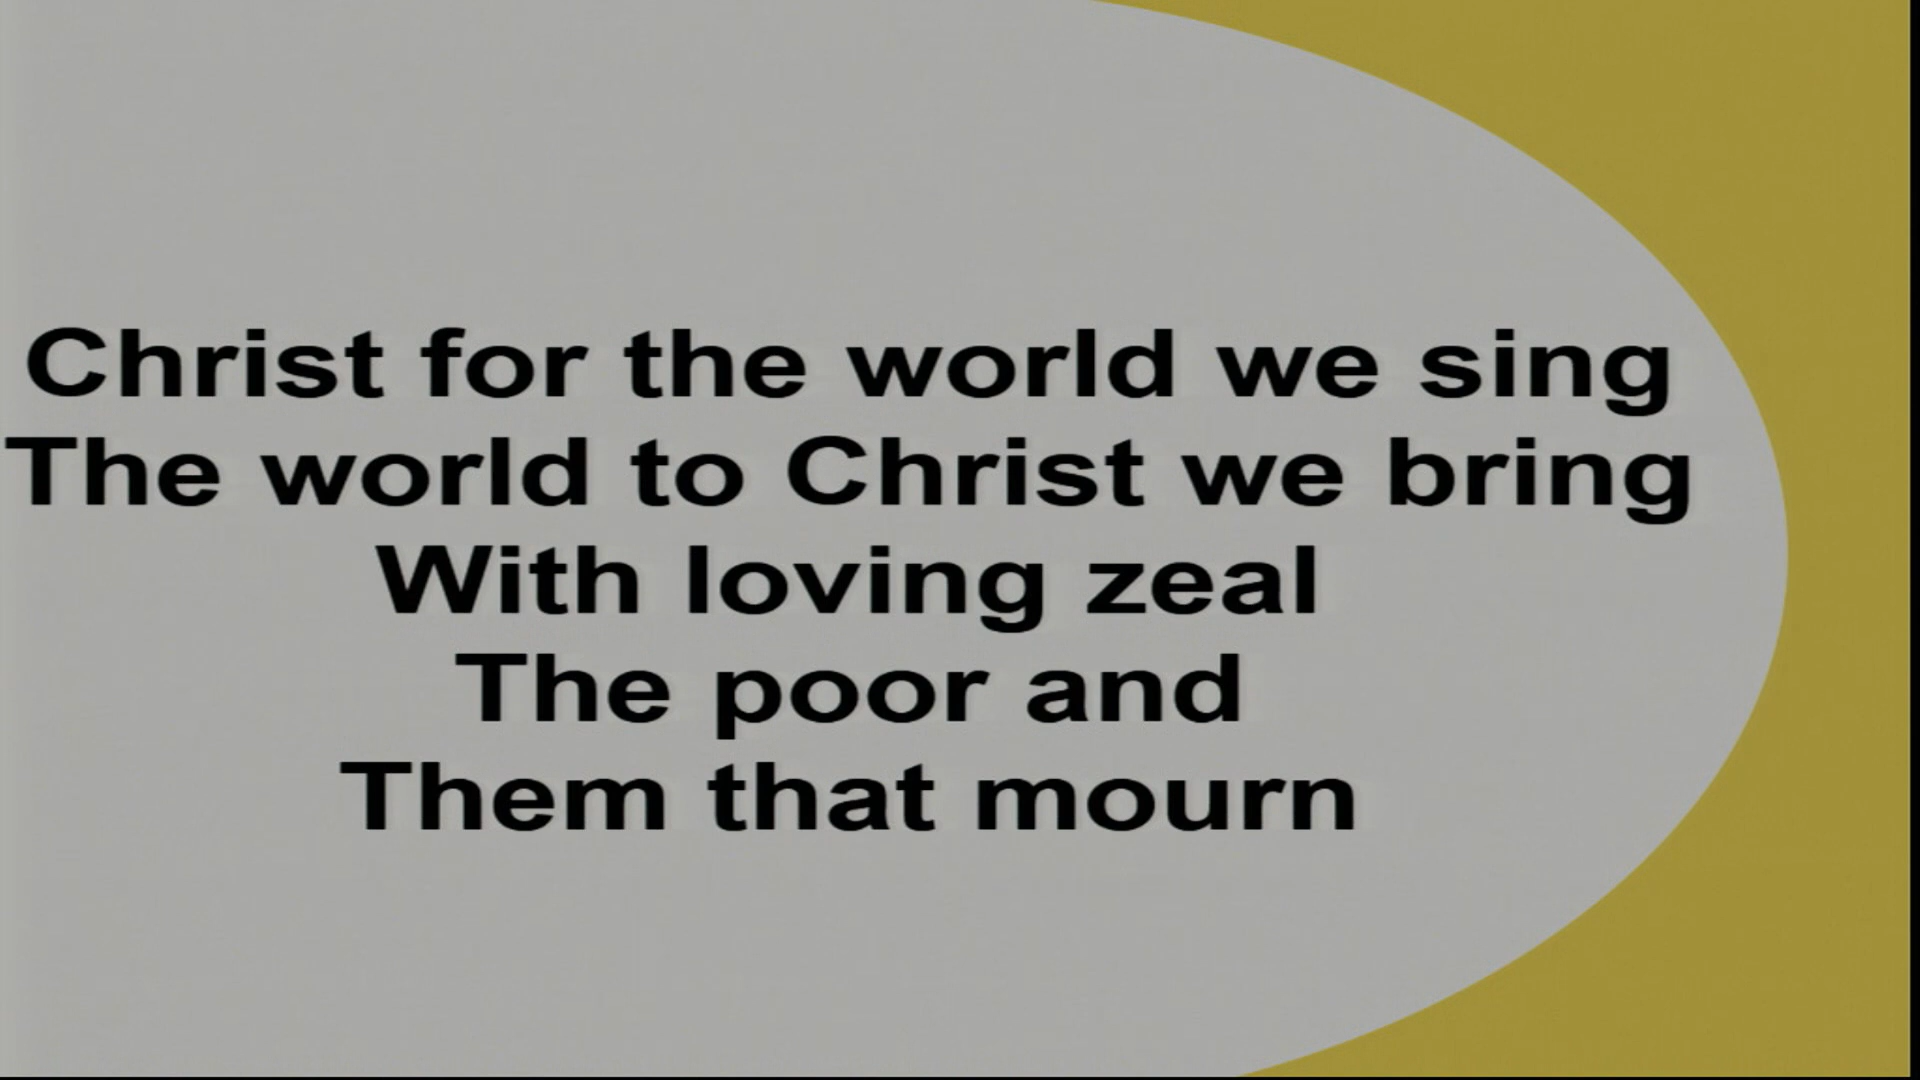 Christ for the world we sing
The world to Christ we bring
With loving zeal
The poor and
Them that mourn